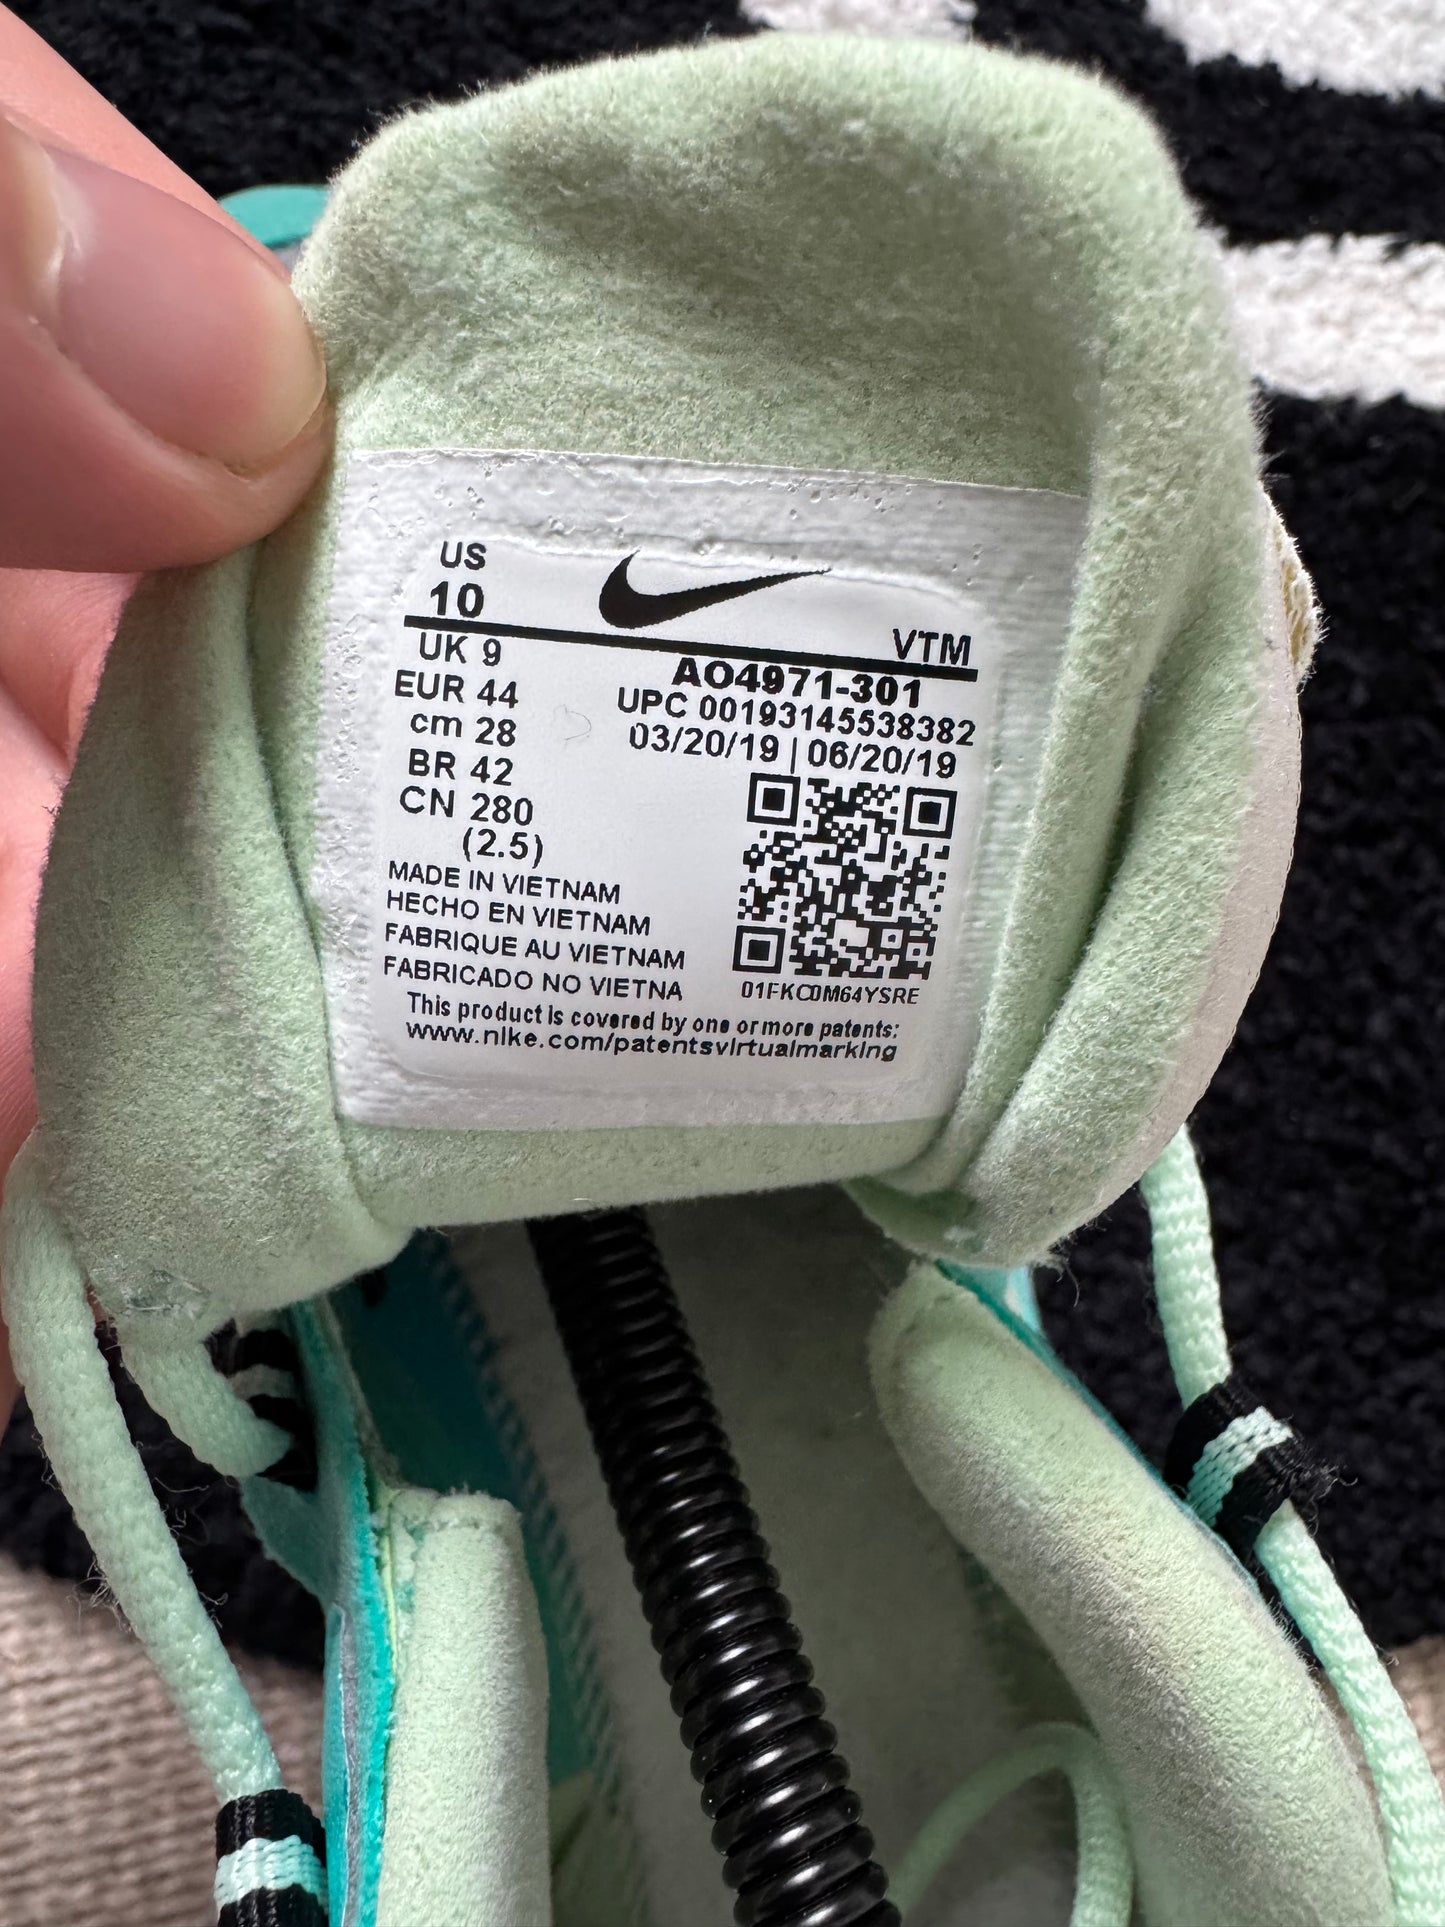 US
10
VTM
UK 9
AO4971-301
EUR 44
UPC 00193145538382
cm 28
03/20/19 | 06/20/19
BR 42
CN 280
(2.5)
MADE IN VIETNAM
HECHO EN VIETNAM
FABRIQUE AU VIETNAM
FABRICADO NO VIETNA
01FKC0M64YSRE
This product is covered by one or more patents:
www.nike.com/patentsvirtualmarking